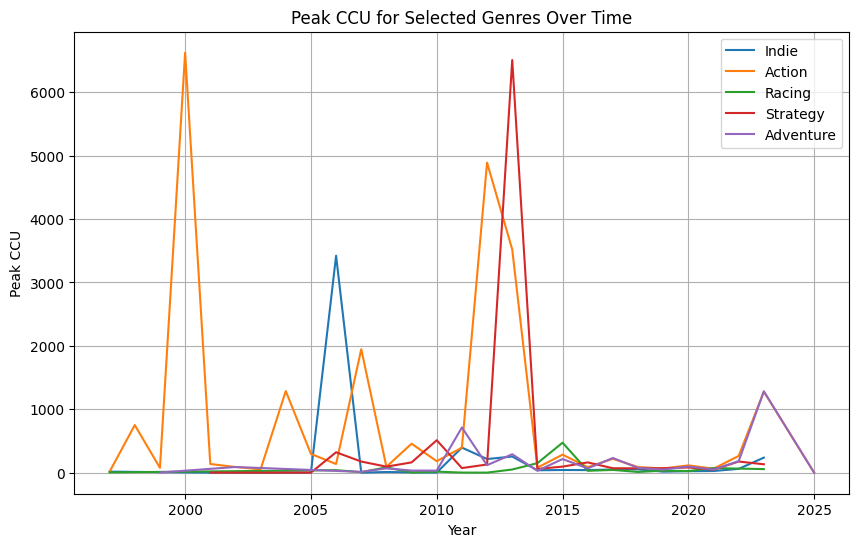 Peak CCU for Selected Genres Over Time
Indie
Action
Racing
Strategy
Adventure
Peak CCU
6000
5000
4000
3000
2000
1000
0
2000
2005
2010
2015
2020
2025
Year